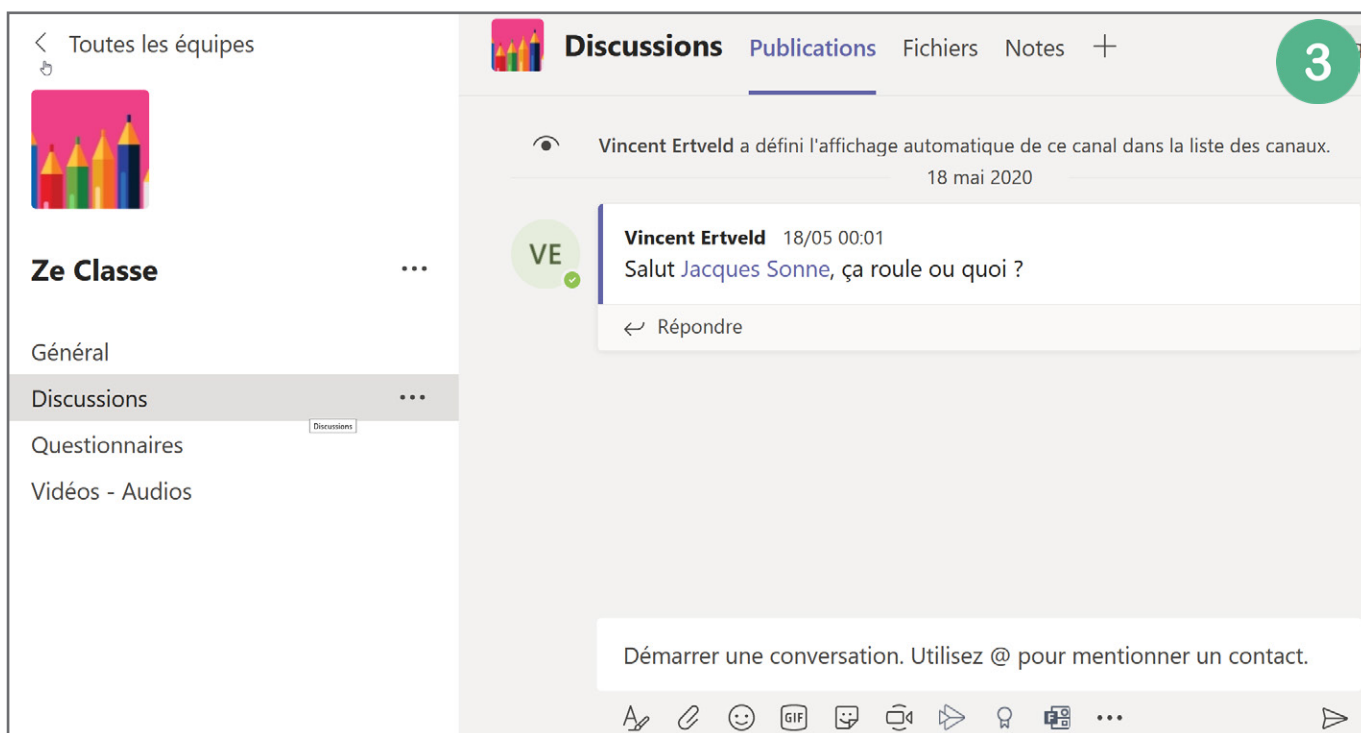 Toutes les équipes
Ze Classe
Général
Discussions
Discussions
Questionnaires
Vidéos - Audios
Discussions Publications Fichiers Notes
3
Vincent Ertveld a défini l'affichage automatique de ce canal dans la liste des canaux.
18 mai 2020
VE
Vincent Ertveld 18/05 00:01
Salut Jacques Sonne, ça roule ou quoi ?
Répondre
Démarrer une conversation. Utilisez @ pour mentionner un contact.
GIF